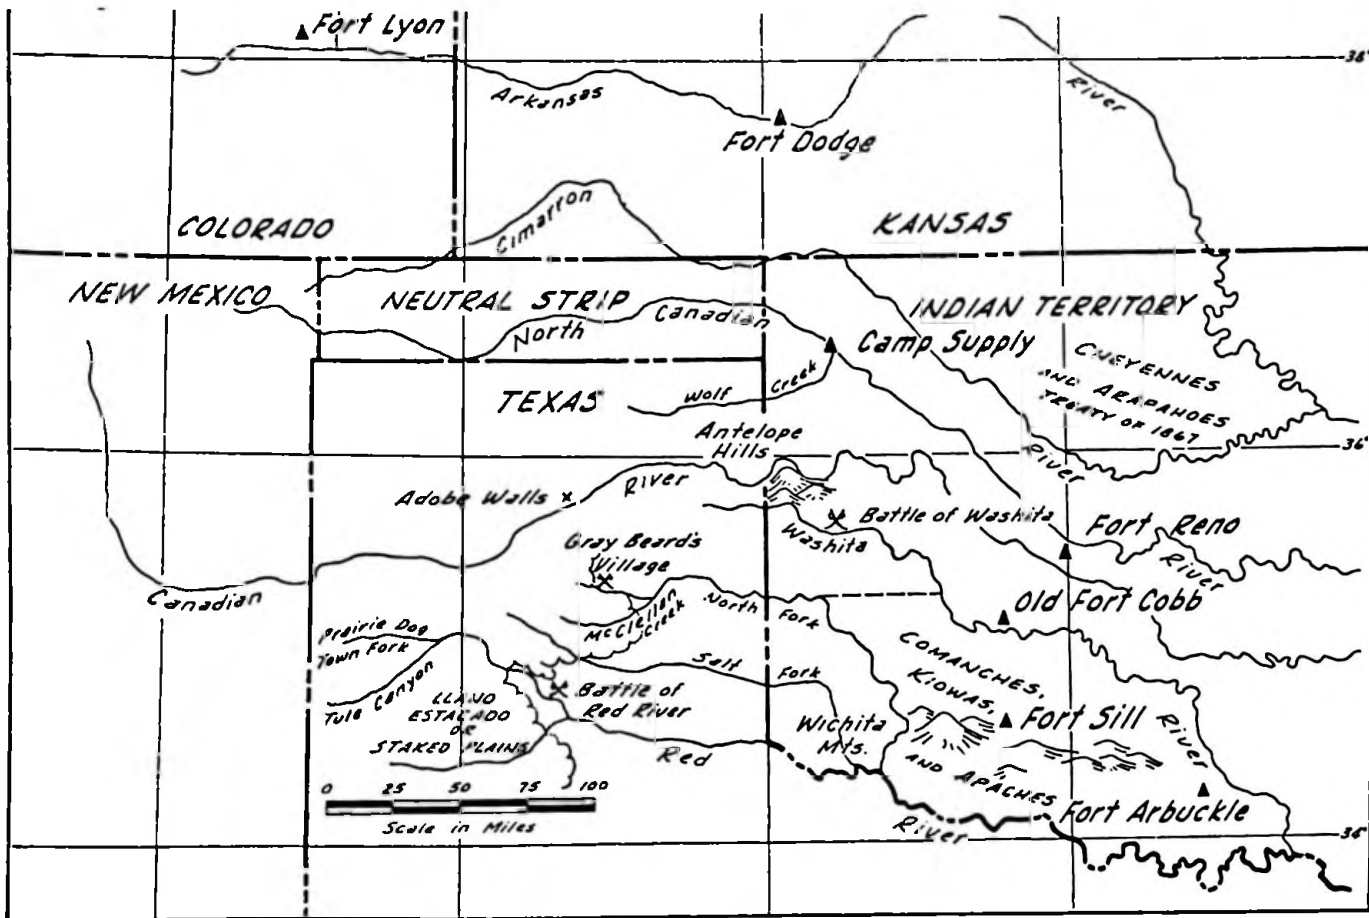 Fort Lyon
38°
Arkansas
River
Fort Dodge
COLORADO
Cimarron
KANSAS
NEW MEXICO
NEUTRAL STRIP
INDIAN TERRITORY
North
Canadian
Camp Supply
CHEYENNES
AND ARAPAHOES
TREATY OF 1867
TEXAS
Wolf
Creek
Antelope
Hills
36°
River
River
Adobe Walls
Battle of Washita
Washita
Fort Reno
River
Gray Beard's
Village
Canadian
McClellan
Creek
North
Fork
Old Fort Cobb
Prairie Dog
Town Fork
Tule Canyon
Salt
Fork
COMANCHES,
KIOWAS,
LLANO
ESTACADO
OR
STAKED PLAINS
Battle of
Red River
Wichita
Mts.
Fort Sill
River
Red
AND APACHES
0 25 50 75 100
Scale in Miles
Fort Arbuckle
River